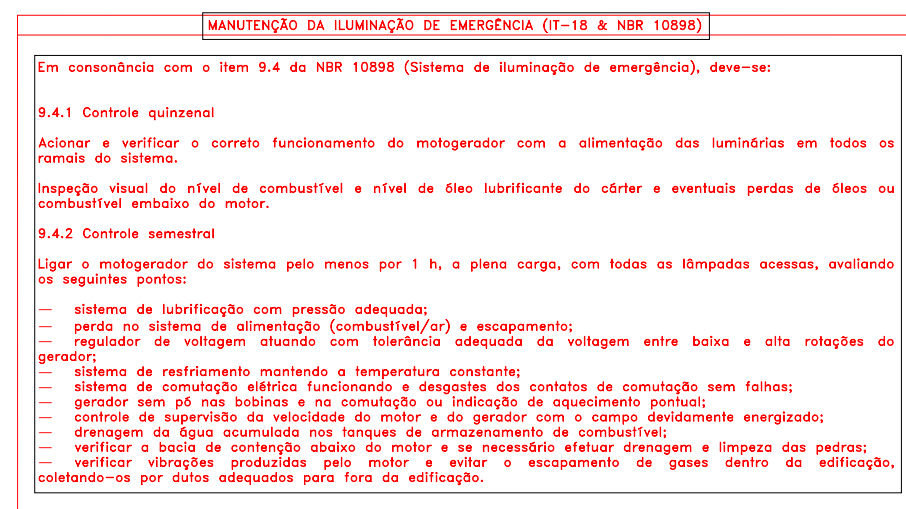 MANUTENÇÃO DA ILUMINAÇÃO DE EMERGÊNCIA (IT-18 & NBR 10898)
Em consonância com o item 9.4 da NBR 10898 (Sistema de iluminação de emergência), deve-se:
9.4.1 Controle quinzenal
Acionar e verificar o correto funcionamento do motogerador com a alimentação das luminárias em todos os
ramais do sistema.
Inspeção visual do nível de combustível e nível de óleo lubrificante do cárter e eventuais perdas de óleos ou
combustível embaixo do motor.
9.4.2 Controle semestral
Ligar o motogerador do sistema pelo menos por 1 h, a plena carga, com todas as lâmpadas acessas, avaliando
os seguintes pontos:
— sistema de lubrificação com pressão adequada;
— perda no sistema de alimentação (combustível/ar) e escapamento;
— regulador de voltagem atuando com tolerância adequada da voltagem entre baixa e alta rotações do
gerador;
— sistema de resfriamento mantendo a temperatura constante;
— sistema de comutação elétrica funcionando e desgastes dos contatos de comutação sem falhas;
— gerador sem pó nas bobinas e na comutação ou indicação de aquecimento pontual;
— controle de supervisão da velocidade do motor e do gerador com o campo devidamente energizado;
— drenagem da água acumulada nos tanques de armazenamento de combustível;
— verificar a bacia de contenção abaixo do motor e se necessário efetuar drenagem e limpeza das pedras;
— verificar vibrações produzidas pelo motor e evitar o escapamento de gases dentro da edificação,
coletando-os por dutos adequados para fora da edificação.